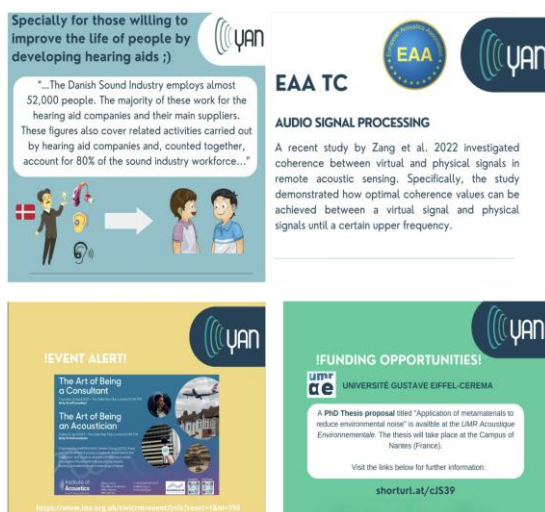 Specially for those willing to
improve the life of people by
developing hearing aids ;)
YAN
"...The Danish Sound Industry employs almost
52,000 people. The majority of these work for the
hearing aid companies and their main suppliers.
These figures also cover related activities carried out
by hearing aid companies and, counted together,
account for 80% of the sound industry workforce..."
EAA
YAN
EAA TC
AUDIO SIGNAL PROCESSING
A recent study by Zang et al. 2022 investigated
coherence between virtual and physical signals in
remote acoustic sensing. Specifically, the study
demonstrated how optimal coherence values can be
achieved between a virtual signal and physical
signals until a certain upper frequency.
YAN
!EVENT ALERT!
The Art of Being
a Consultant
The Art of Being
an Acoustician
Institute of
Acoustics
YAN
!FUNDING OPPORTUNITIES!
umr
ae
UNIVERSITÉ GUSTAVE EIFFEL-CEREMA
A PhD Thesis proposal titled "Application of metamaterials to
reduce environmental noise" is availble at the UMR Acoustique
Environnementale. The thesis will take place at the Campus of
Nantes (France).
Visit the links below for further information:
shorturl.at/cJS39